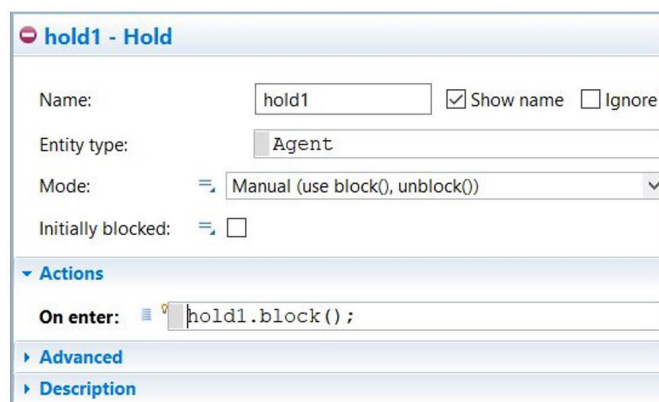 hold1 - Hold
Name: hold1 Show name Ignore
Entity type: Agent
Mode: Manual (use block(), unblock())
Initially blocked:
Actions
On enter: hold1.block();
Advanced
Description